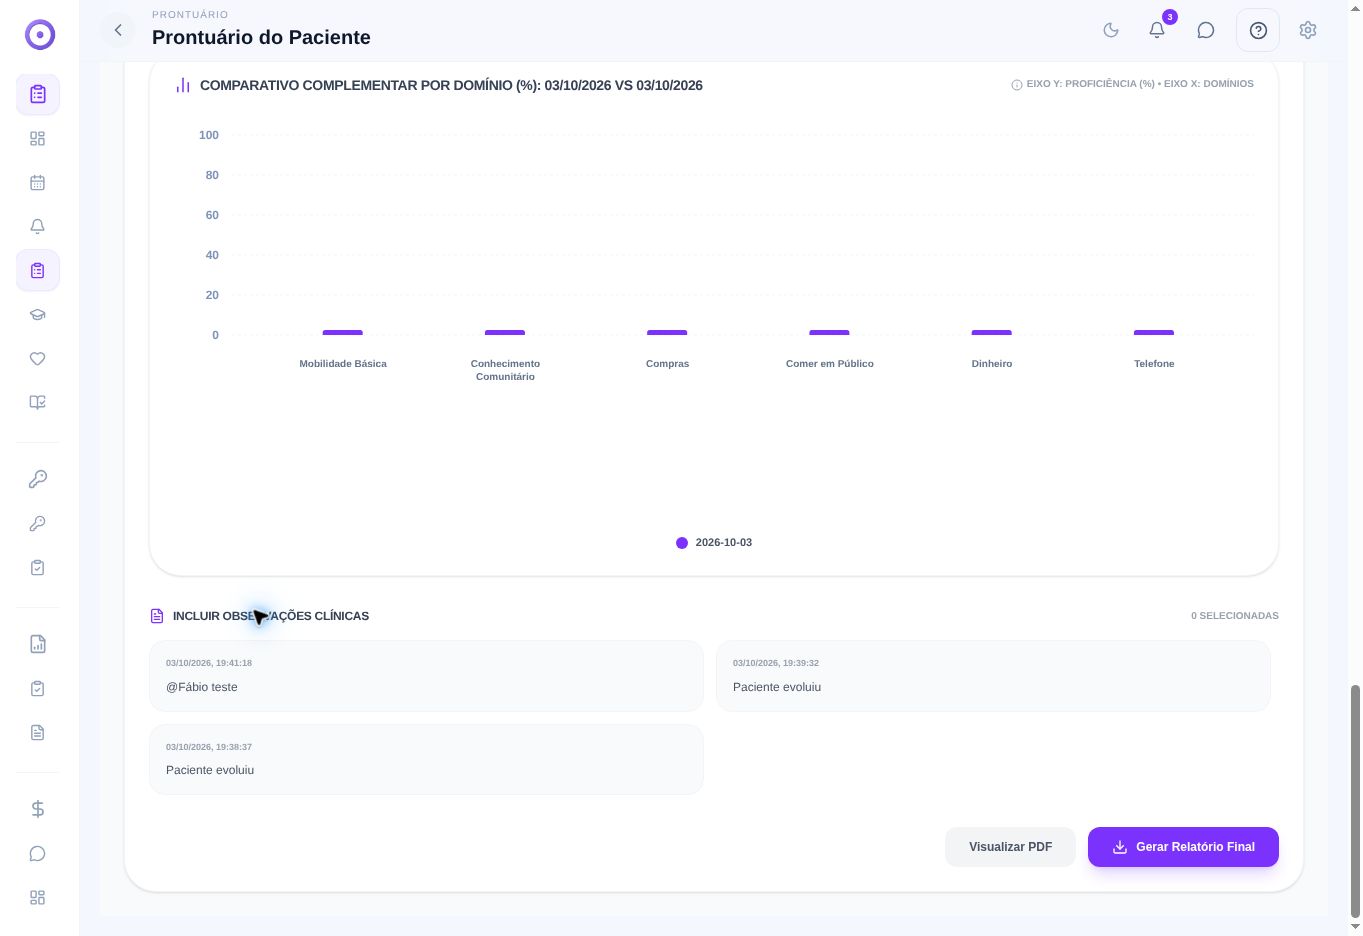 PRONTUÁRIO
Prontuário do Paciente
3
COMPARATIVO COMPLEMENTAR POR DOMÍNIO (%): 03/10/2026 VS 03/10/2026
EIXO Y: PROFICIÊNCIA (%) • EIXO X: DOMÍNIOS
100
80
60
40
20
0
Mobilidade Básica
Conhecimento
Comunitário
Compras
Comer em Público
Dinheiro
Telefone
2026-10-03
INCLUIR OBSERVAÇÕES CLÍNICAS
0 SELECIONADAS
03/10/2026, 19:41:18
@Fábio teste
03/10/2026, 19:39:32
Paciente evoluiu
03/10/2026, 19:38:37
Paciente evoluiu
Visualizar PDF
Gerar Relatório Final